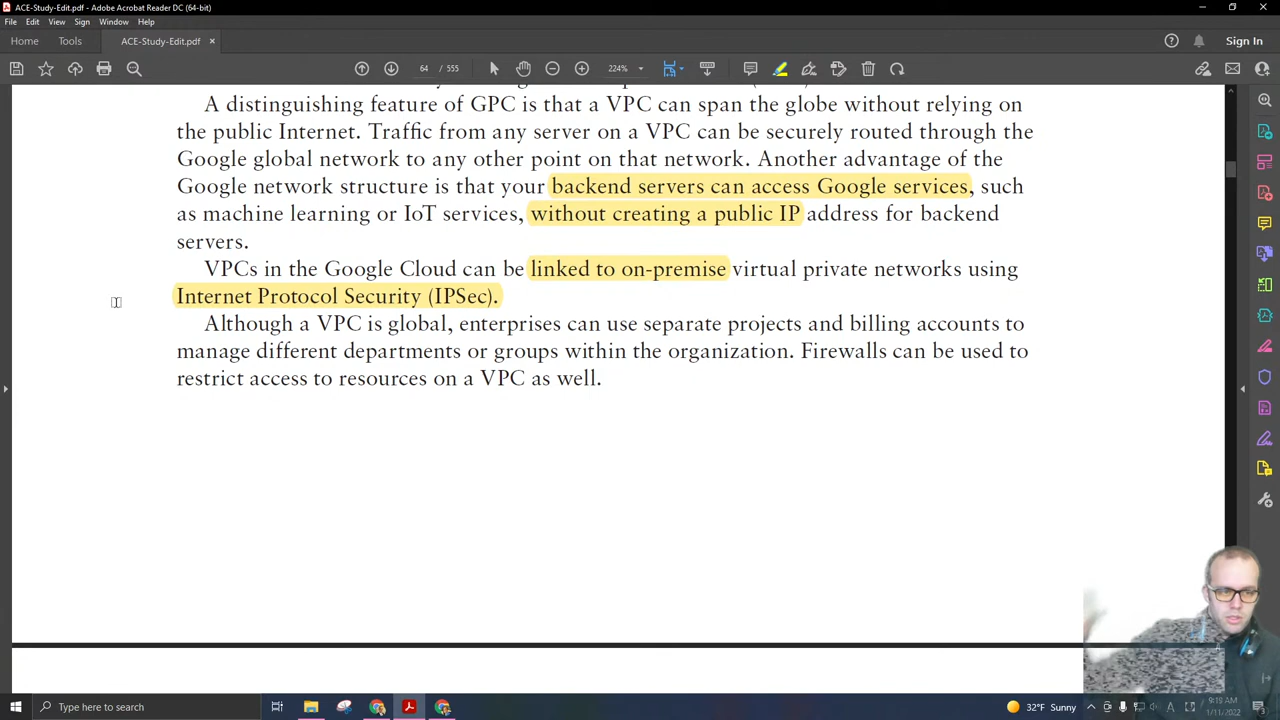 ACE-Study-Edit.pdf - Adobe Acrobat Reader DC (64-bit)
File Edit View Sign Window Help
Home Tools ACE-Study-Edit.pdf × Sign In
64 / 555 224%
A distinguishing feature of GPC is that a VPC can span the globe without relying on
the public Internet. Traffic from any server on a VPC can be securely routed through the
Google global network to any other point on that network. Another advantage of the
Google network structure is that your backend servers can access Google services, such
as machine learning or IoT services, without creating a public IP address for backend
servers.
VPCs in the Google Cloud can be linked to on-premise virtual private networks using
Internet Protocol Security (IPSec).
Although a VPC is global, enterprises can use separate projects and billing accounts to
manage different departments or groups within the organization. Firewalls can be used to
restrict access to resources on a VPC as well.
Type here to search
32°F Sunny
9:19 AM
1/11/2022